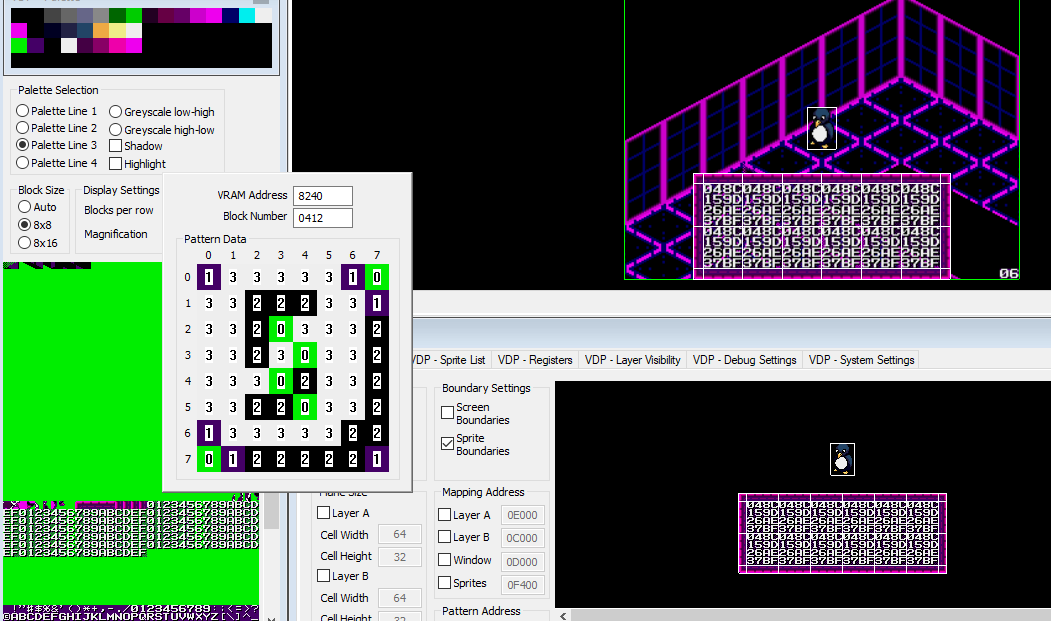 Palette Selection
Palette Line 1
Greyscale low-high
Palette Line 2
Greyscale high-low
Palette Line 3
Shadow
Palette Line 4
Highlight
Block Size
Auto
8x8
8x16
Display Settings
Blocks per row
Magnification
VRAM Address 8240
Block Number 0412
Pattern Data
0 1 2 3 4 5 6 7
0 1 3 3 3 3 3 1 0
1 3 3 2 2 2 3 3 1
2 3 3 2 0 3 3 3 2
3 3 3 2 3 0 3 3 2
4 3 3 3 0 2 3 3 2
5 3 3 2 2 0 3 3 2
6 1 3 3 3 3 3 2 2
7 0 1 2 2 2 2 2 1
048C048C048C048C048C048C
159D159D159D159D159D159D
26AE26AE26AE26AE26AE26AE
37BF37BF37BF37BF37BF37BF
048C048C048C048C048C048C
159D159D159D159D159D159D
26AE26AE26AE26AE26AE26AE
37BF37BF37BF37BF37BF37BF
06
VDP - Sprite List
VDP - Registers
VDP - Layer Visibility
VDP - Debug Settings
VDP - System Settings
Boundary Settings
Screen
Boundaries
Sprite
Boundaries
Plane Size
Layer A
Cell Width 64
Cell Height 32
Layer B
Cell Width 64
Cell Height 32
Mapping Address
Layer A 0E000
Layer B 0C000
Window 0D000
Sprites 0F400
Pattern Address
048C048C048C048C048C048C
159D159D159D159D159D159D
26AE26AE26AE26AE26AE26AE
37BF37BF37BF37BF37BF37BF
048C048C048C048C048C048C
159D159D159D159D159D159D
26AE26AE26AE26AE26AE26AE
37BF37BF37BF37BF37BF37BF
0123456789ABCD
EF0123456789ABCDEF0123456789ABCD
EF0123456789ABCDEF0123456789ABCD
EF0123456789ABCDEF0123456789ABCD
EF0123456789ABCDEF0123456789ABCD
EF0123456789ABCDEF0123456789ABCD
EF0123456789ABCDEF
!"#$%&'()*+,-./0123456789:;<=>?
©ABCDEFGHIJKLMNOPQRSTUVWXYZ[\]^_